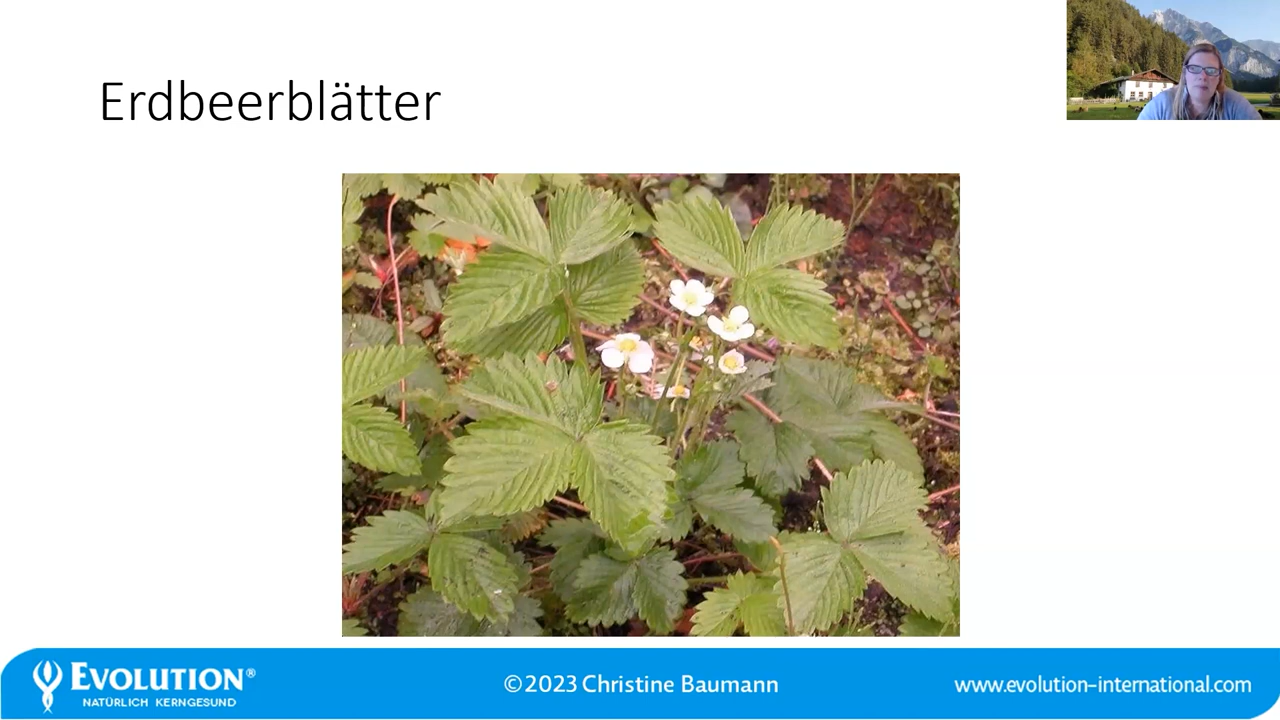 Erdbeerblätter
EVOLUTION®
NATÜRLICH KERNGESUND
©2023 Christine Baumann
www.evolution-international.com